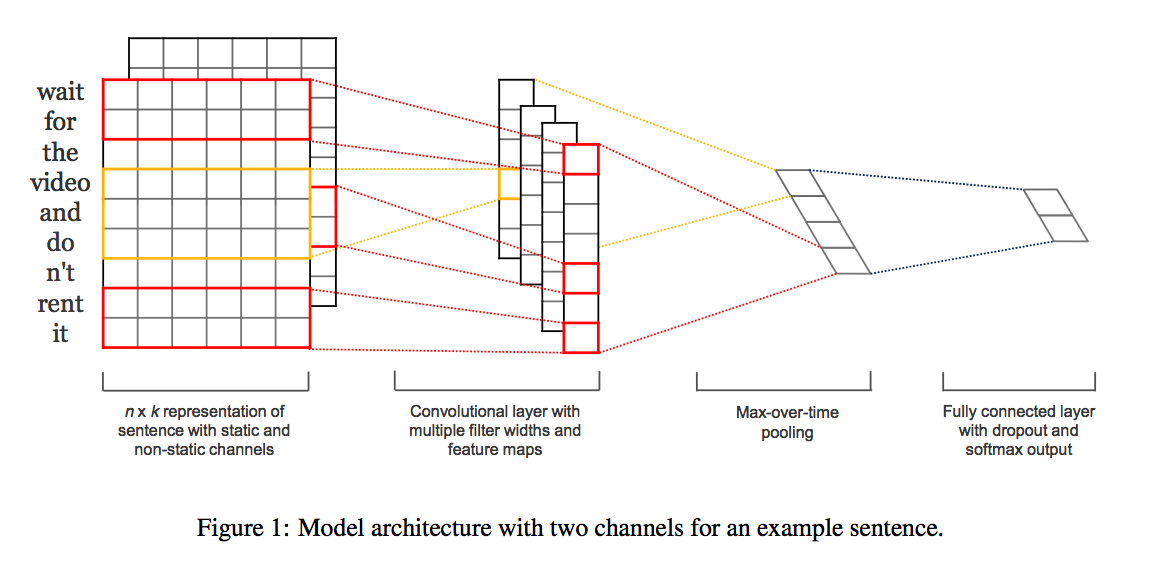 wait
for
the
video
and
do
n't
rent
it
n x k representation of
sentence with static and
non-static channels
Convolutional layer with
multiple filter widths and
feature maps
Max-over-time
pooling
Fully connected layer
with dropout and
softmax output
Figure 1: Model architecture with two channels for an example sentence.